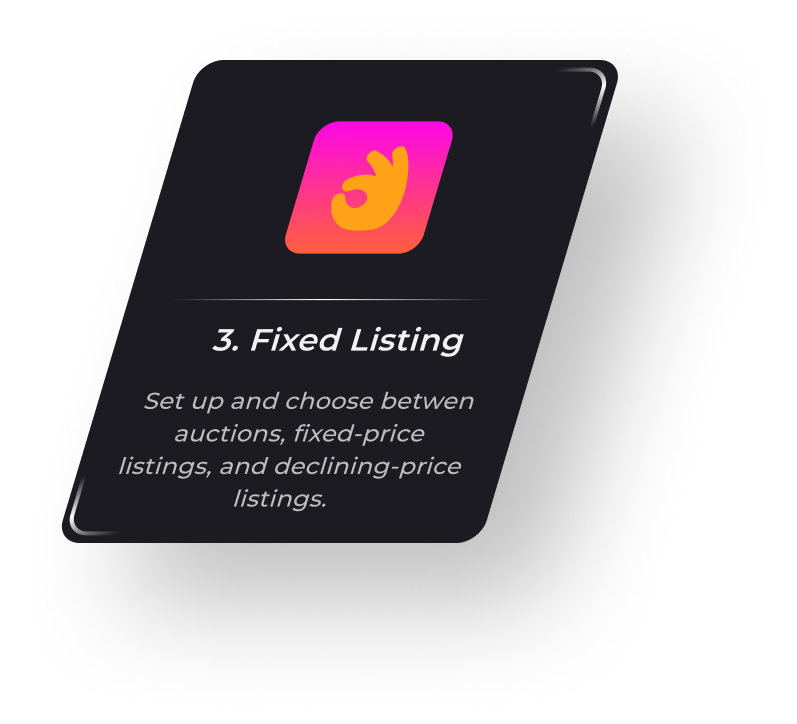 3. Fixed Listing
Set up and choose betwen
auctions, fixed-price
listings, and declining-price
listings.